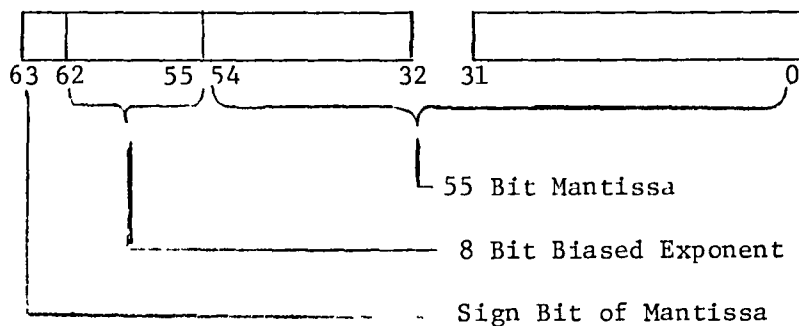 63 62 55 54 32 31 0
55 Bit Mantissa
8 Bit Biased Exponent
Sign Bit of Mantissa